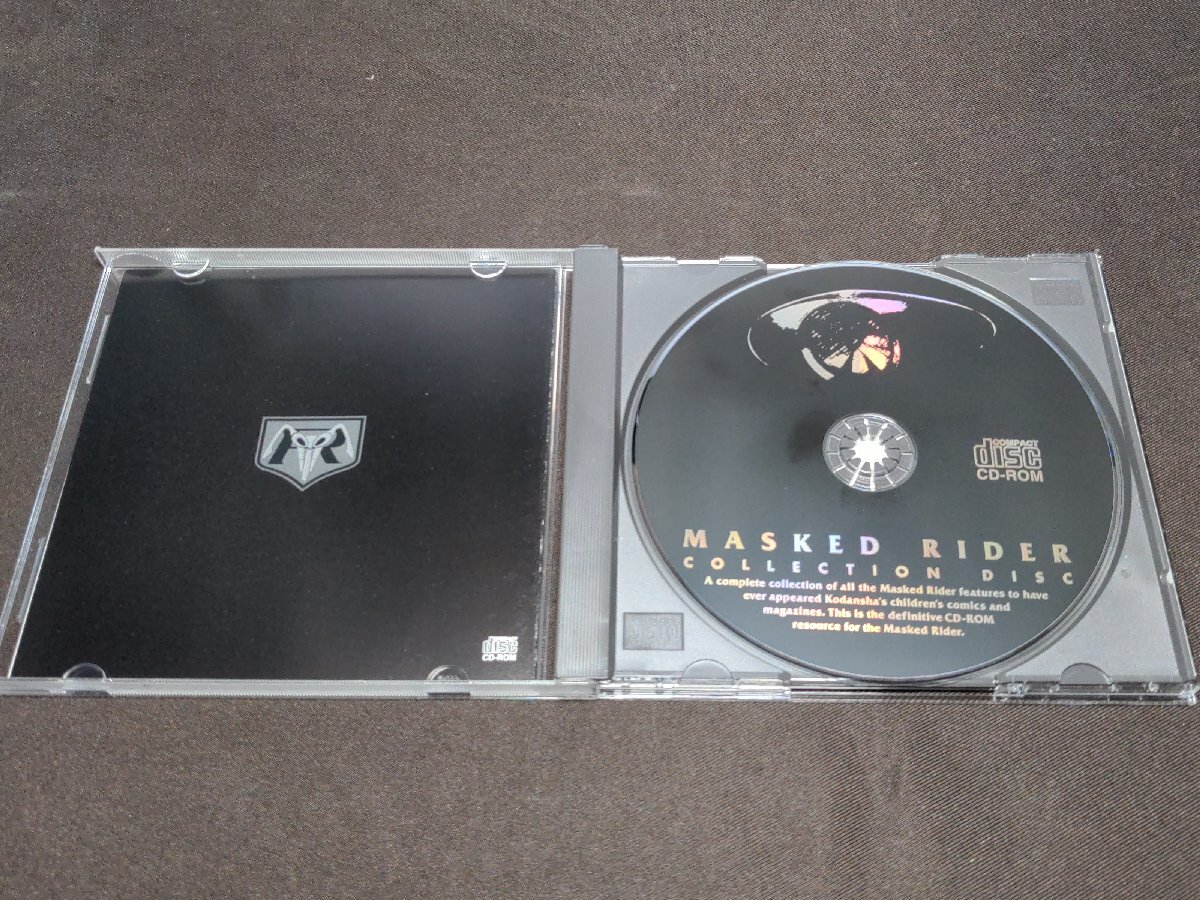 R
COMPACT
disc
CD-ROM
COMPACT
disc
CD-ROM
MASKED RIDER
COLLECTION DISC
A complete collection of all the Masked Rider features to have
ever appeared Kodansha's children's comics and
magazines. This is the definitive CD-ROM
resource for the Masked Rider.